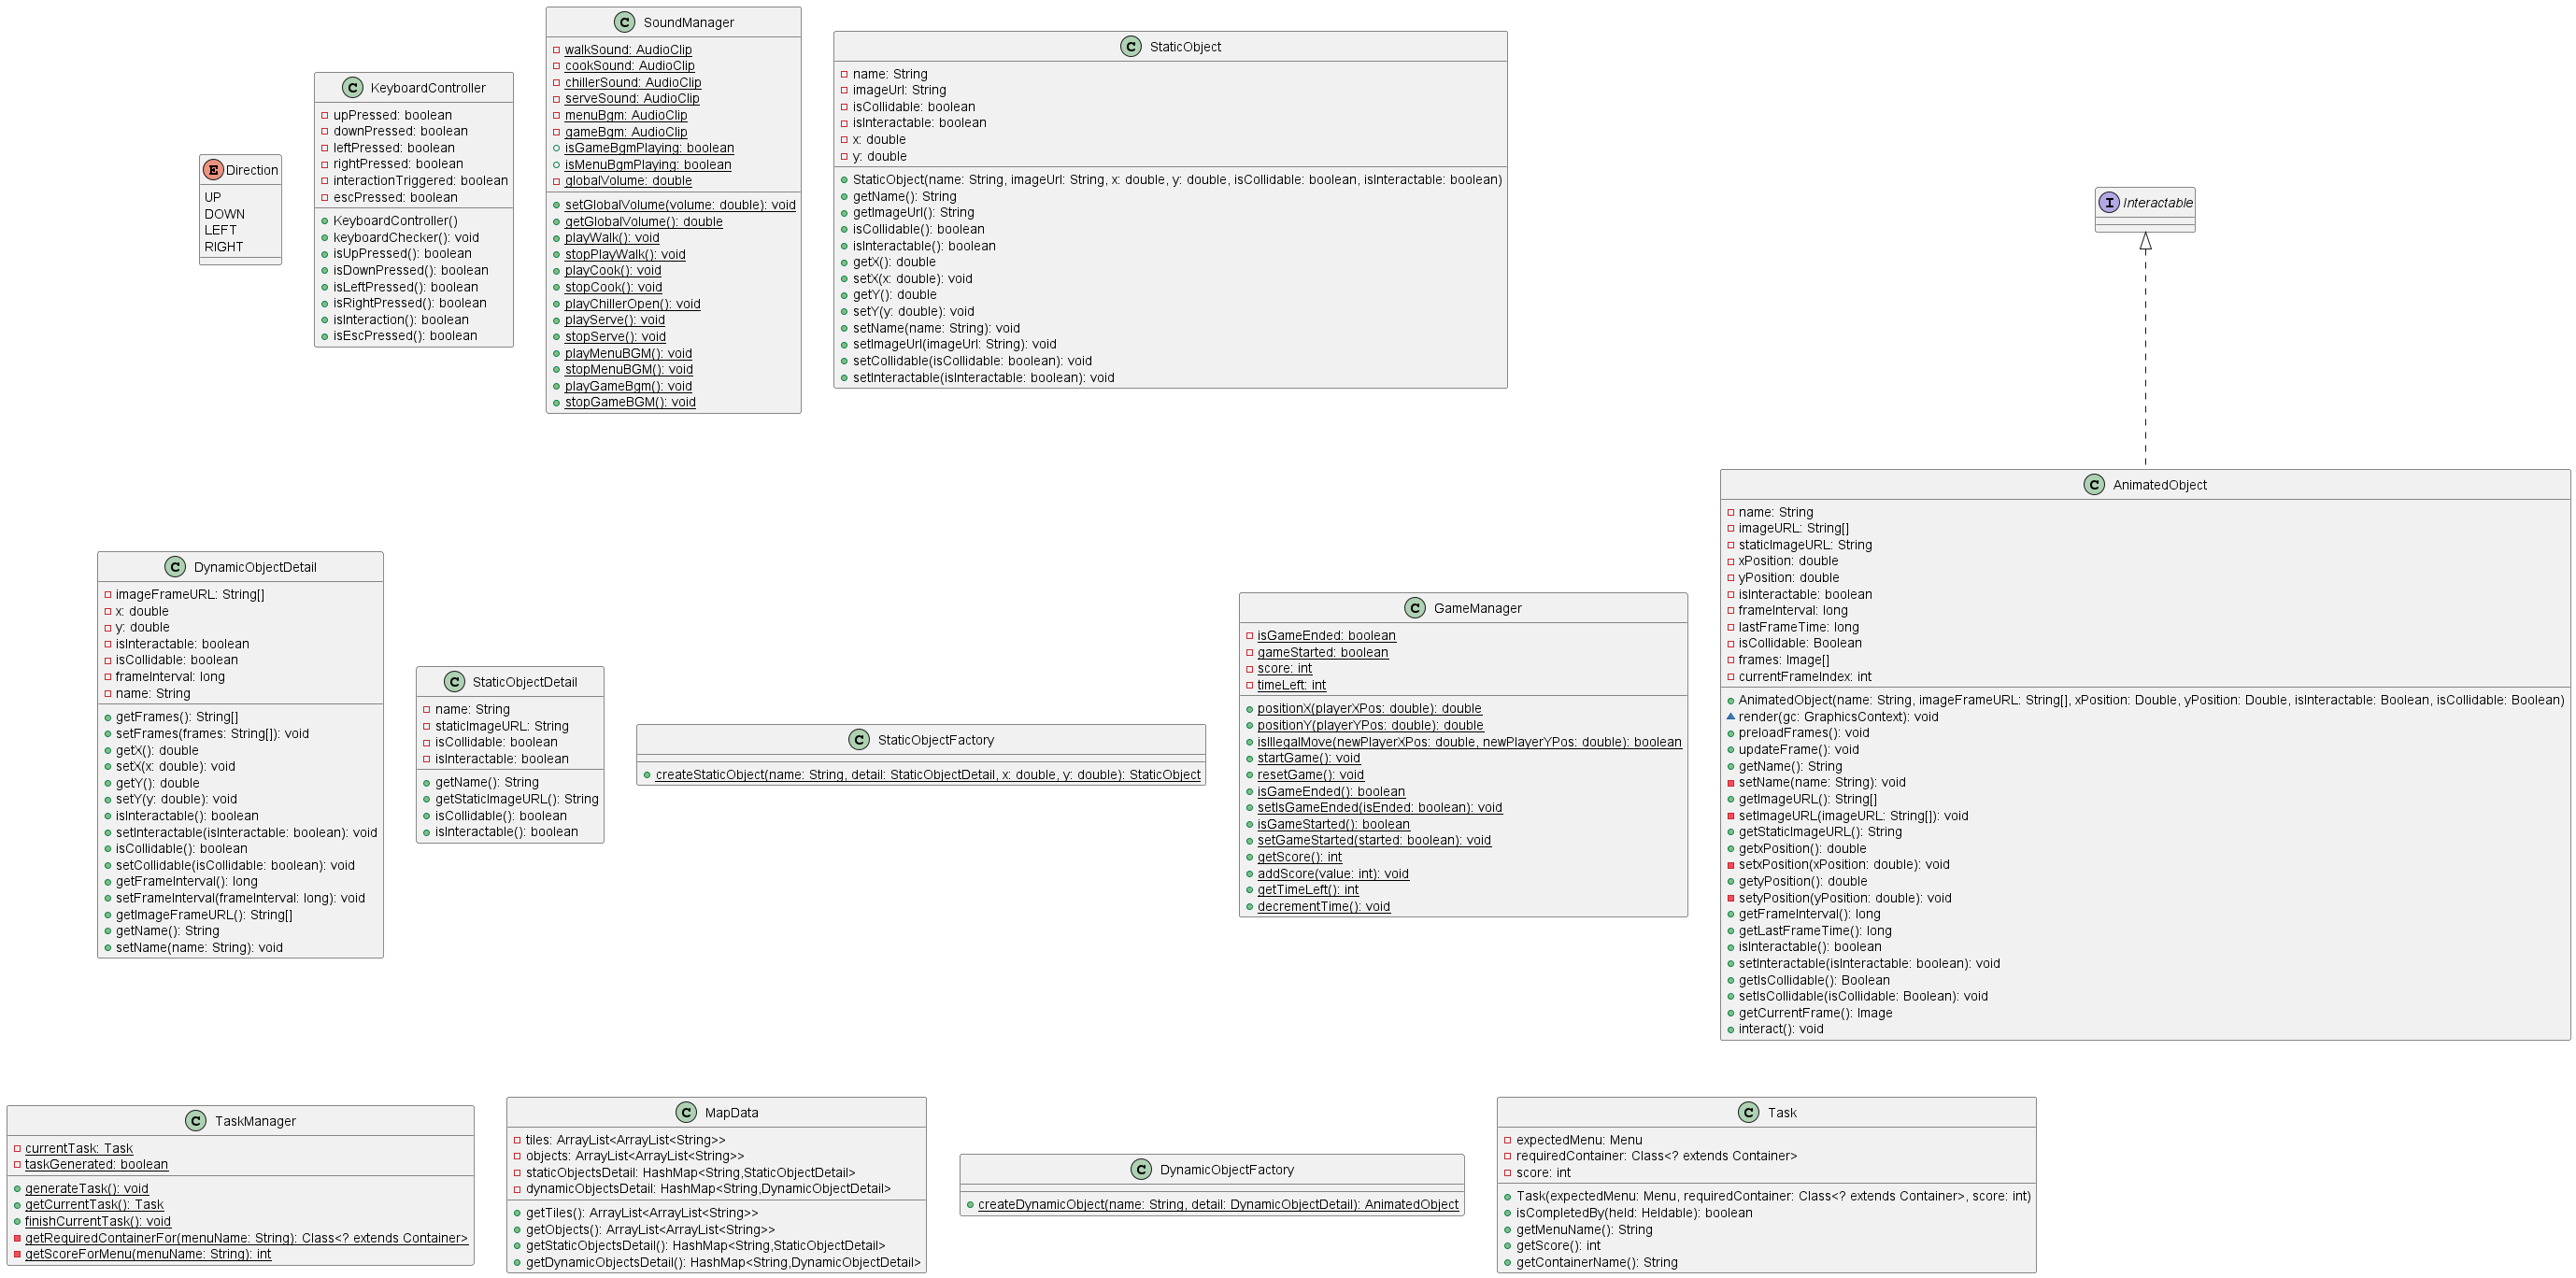 E Direction
UP
DOWN
LEFT
RIGHT
C KeyboardController
upPressed: boolean
downPressed: boolean
leftPressed: boolean
rightPressed: boolean
interactionTriggered: boolean
escPressed: boolean
KeyboardController()
keyboardChecker(): void
isUpPressed(): boolean
isDownPressed(): boolean
isLeftPressed(): boolean
isRightPressed(): boolean
isInteraction(): boolean
isEscPressed(): boolean
C SoundManager
walkSound: AudioClip
cookSound: AudioClip
chillerSound: AudioClip
serveSound: AudioClip
menuBgm: AudioClip
gameBgm: AudioClip
isGameBgmPlaying: boolean
isMenuBgmPlaying: boolean
globalVolume: double
setGlobalVolume(volume: double): void
getGlobalVolume(): double
playWalk(): void
stopPlayWalk(): void
playCook(): void
stopCook(): void
playChillerOpen(): void
playServe(): void
stopServe(): void
playMenuBGM(): void
stopMenuBGM(): void
playGameBgm(): void
stopGameBGM(): void
C StaticObject
name: String
imageUrl: String
isCollidable: boolean
isInteractable: boolean
x: double
y: double
StaticObject(name: String, imageUrl: String, x: double, y: double, isCollidable: boolean, isInteractable: boolean)
getName(): String
getImageUrl(): String
isCollidable(): boolean
isInteractable(): boolean
getX(): double
setX(x: double): void
getY(): double
setY(y: double): void
setName(name: String): void
setImageUrl(imageUrl: String): void
setCollidable(isCollidable: boolean): void
setInteractable(isInteractable: boolean): void
I Interactable
C DynamicObjectDetail
imageFrameURL: String[]
x: double
y: double
isInteractable: boolean
isCollidable: boolean
frameInterval: long
name: String
getFrames(): String[]
setFrames(frames: String[]): void
getX(): double
setX(x: double): void
getY(): double
setY(y: double): void
isInteractable(): boolean
setInteractable(isInteractable: boolean): void
isCollidable(): boolean
setCollidable(isCollidable: boolean): void
getFrameInterval(): long
setFrameInterval(frameInterval: long): void
getImageFrameURL(): String[]
getName(): String
setName(name: String): void
C StaticObjectDetail
name: String
staticImageURL: String
isCollidable: boolean
isInteractable: boolean
getName(): String
getStaticImageURL(): String
isCollidable(): boolean
isInteractable(): boolean
C StaticObjectFactory
createStaticObject(name: String, detail: StaticObjectDetail, x: double, y: double): StaticObject
C GameManager
isGameEnded: boolean
gameStarted: boolean
score: int
timeLeft: int
positionX(playerXPos: double): double
positionY(playerYPos: double): double
isIllegalMove(newPlayerXPos: double, newPlayerYPos: double): boolean
startGame(): void
resetGame(): void
isGameEnded(): boolean
setIsGameEnded(isEnded: boolean): void
isGameStarted(): boolean
setGameStarted(started: boolean): void
getScore(): int
addScore(value: int): void
getTimeLeft(): int
decrementTime(): void
C AnimatedObject
name: String
imageURL: String[]
staticImageURL: String
xPosition: double
yPosition: double
isInteractable: boolean
frameInterval: long
lastFrameTime: long
isCollidable: Boolean
frames: Image[]
currentFrameIndex: int
AnimatedObject(name: String, imageFrameURL: String[], xPosition: Double, yPosition: Double, isInteractable: Boolean, isCollidable: Boolean)
render(gc: GraphicsContext): void
preloadFrames(): void
updateFrame(): void
getName(): String
setName(name: String): void
getImageURL(): String[]
setImageURL(imageURL: String[]): void
getStaticImageURL(): String
getxPosition(): double
setxPosition(xPosition: double): void
getyPosition(): double
setyPosition(yPosition: double): void
getFrameInterval(): long
getLastFrameTime(): long
isInteractable(): boolean
setInteractable(isInteractable: boolean): void
getIsCollidable(): Boolean
setIsCollidable(isCollidable: Boolean): void
getCurrentFrame(): Image
interact(): void
C TaskManager
currentTask: Task
taskGenerated: boolean
generateTask(): void
getCurrentTask(): Task
finishCurrentTask(): void
getRequiredContainerFor(menuName: String): Class<? extends Container>
getScoreForMenu(menuName: String): int
C MapData
tiles: ArrayList<ArrayList<String>>
objects: ArrayList<ArrayList<String>>
staticObjectsDetail: HashMap<String,StaticObjectDetail>
dynamicObjectsDetail: HashMap<String,DynamicObjectDetail>
getTiles(): ArrayList<ArrayList<String>>
getObjects(): ArrayList<ArrayList<String>>
getStaticObjectsDetail(): HashMap<String,StaticObjectDetail>
getDynamicObjectsDetail(): HashMap<String,DynamicObjectDetail>
C DynamicObjectFactory
createDynamicObject(name: String, detail: DynamicObjectDetail): AnimatedObject
C Task
expectedMenu: Menu
requiredContainer: Class<? extends Container>
score: int
Task(expectedMenu: Menu, requiredContainer: Class<? extends Container>, score: int)
isCompletedBy(held: Heldable): boolean
getMenuName(): String
getScore(): int
getContainerName(): String